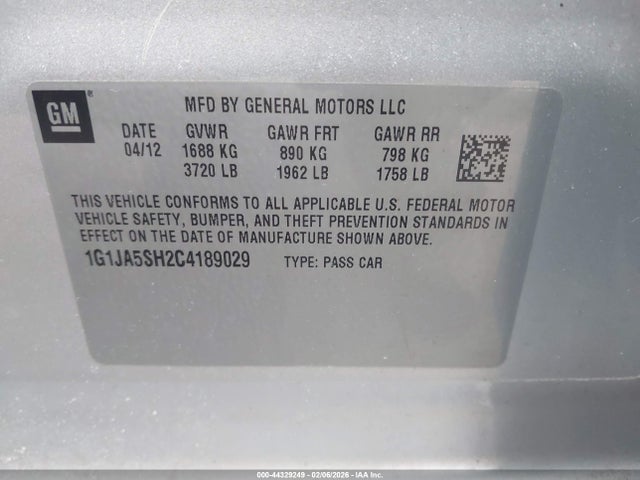 GM ®
MFD BY GENERAL MOTORS LLC
DATE GVWR GAWR FRT GAWR RR
04/12 1688 KG 890 KG 798 KG
3720 LB 1962 LB 1758 LB
THIS VEHICLE CONFORMS TO ALL APPLICABLE U.S. FEDERAL MOTOR
VEHICLE SAFETY, BUMPER, AND THEFT PREVENTION STANDARDS IN
EFFECT ON THE DATE OF MANUFACTURE SHOWN ABOVE.
1G1JA5SH2C4189029 TYPE: PASS CAR
000-44329249 - 02/06/2026 - IAA Inc.